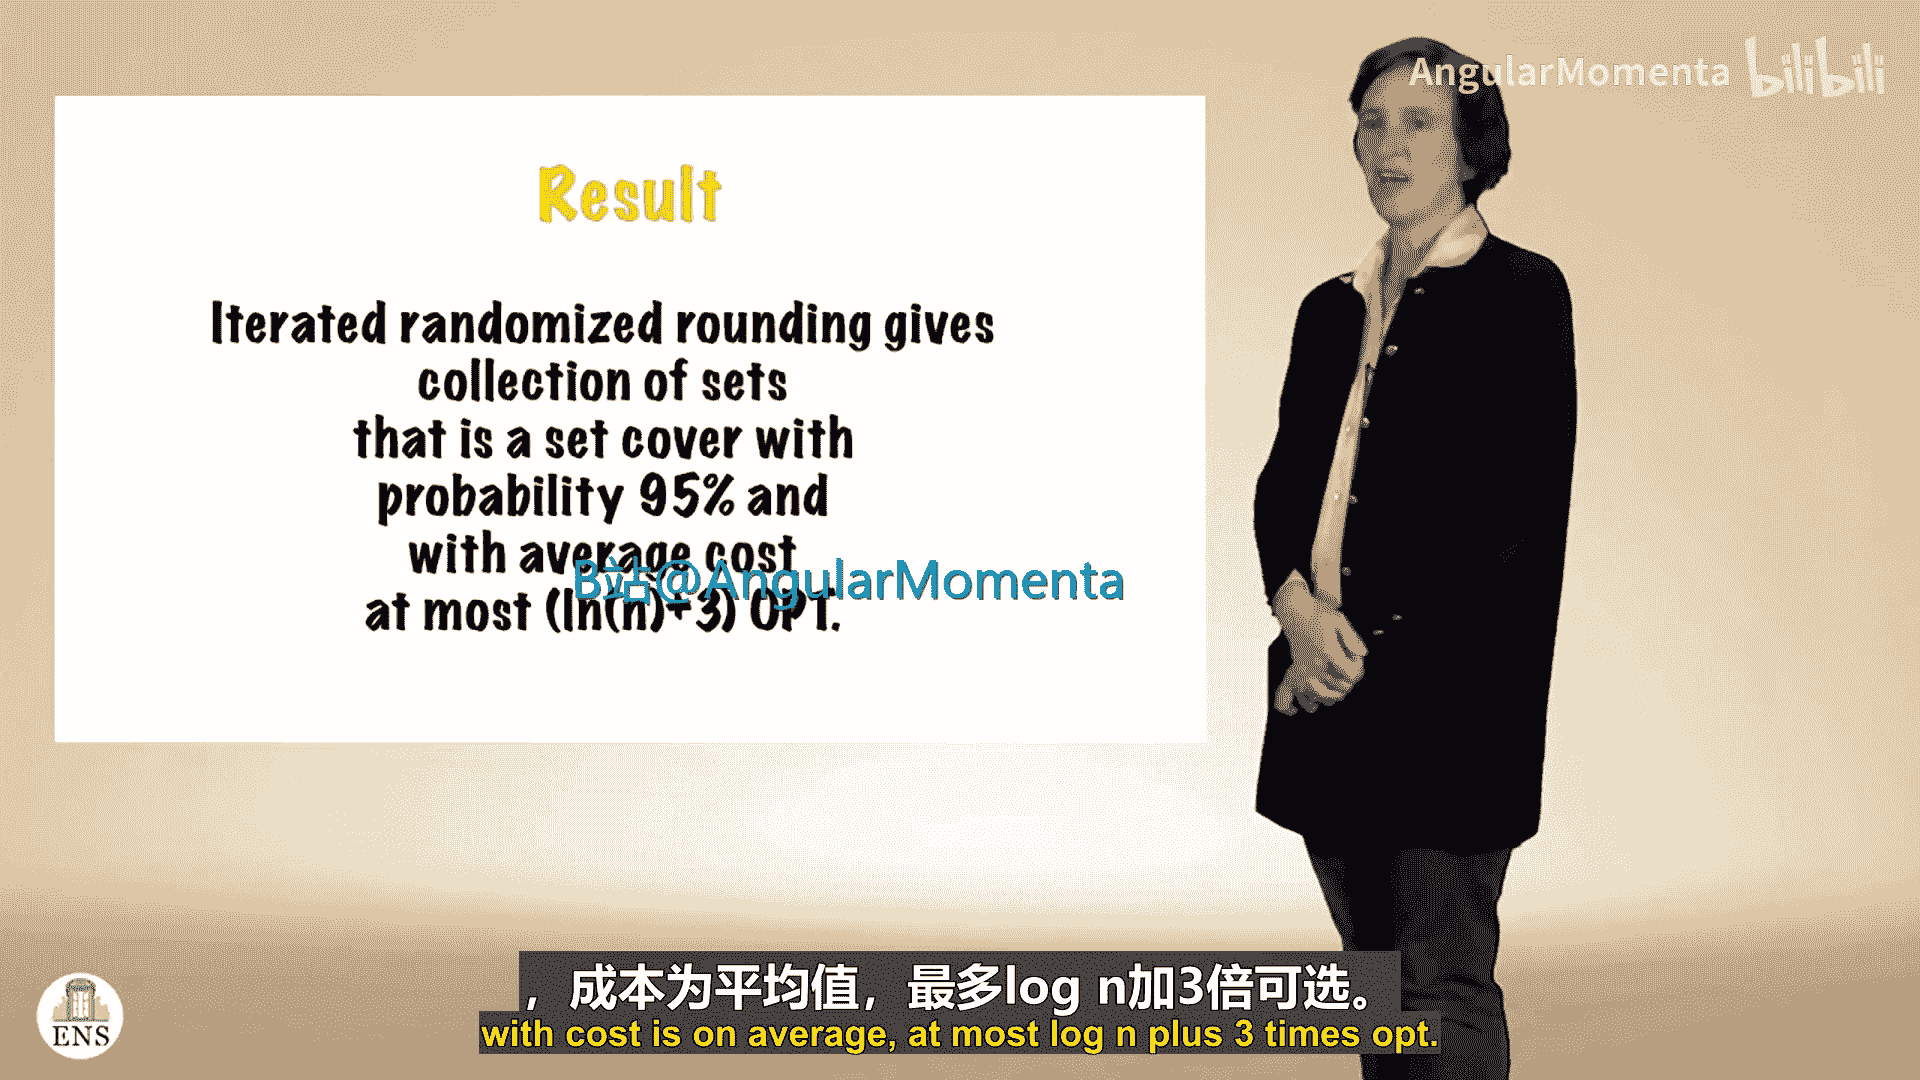 AngularMomenta bilibili
Result
Iterated randomized rounding gives
collection of sets
that is a set cover with
probability 95% and
with average cost
B站@AngularMomenta
at most (ln(n)+3) OPT.
ENS
，成本为平均值，最多log n加3倍可选。
with cost is on average, at most log n plus 3 times opt.